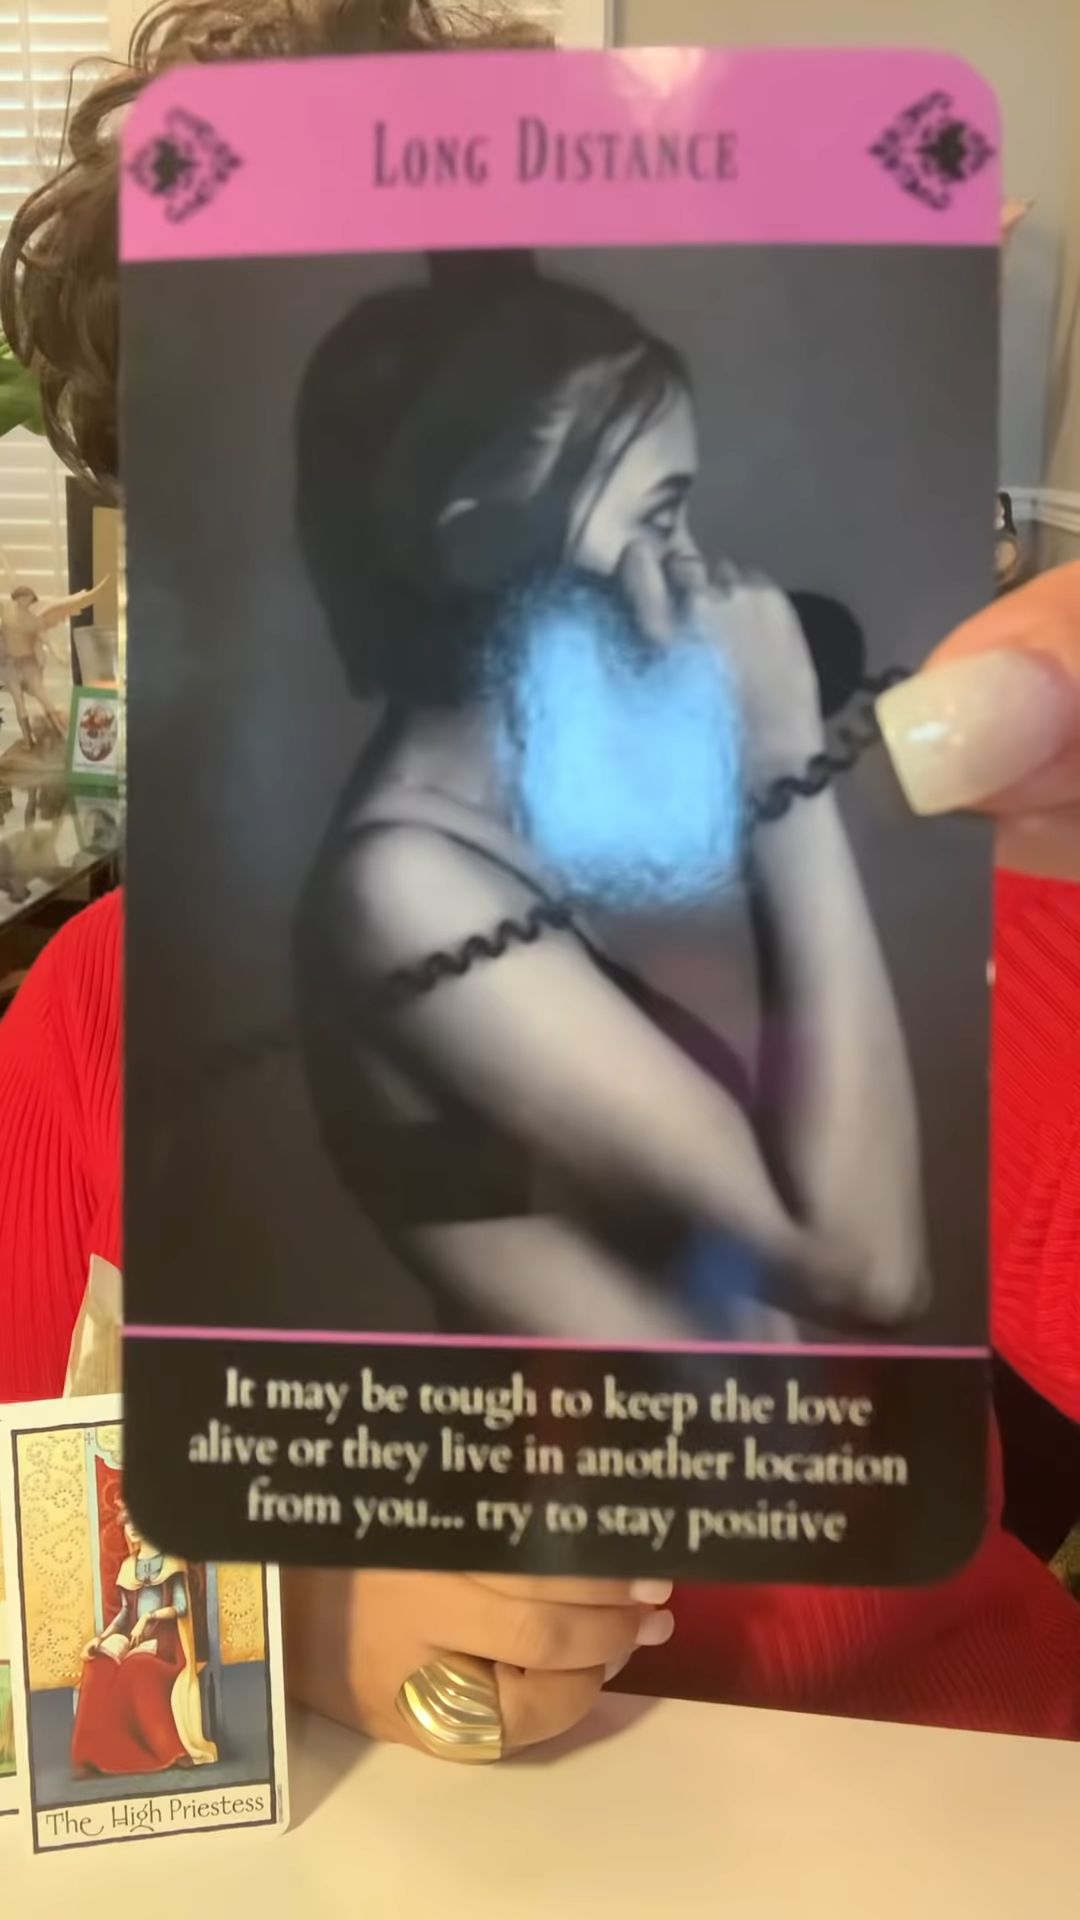 Long Distance
It may be tough to keep the love
alive or they live in another location
from you... try to stay positive
The High Priestess